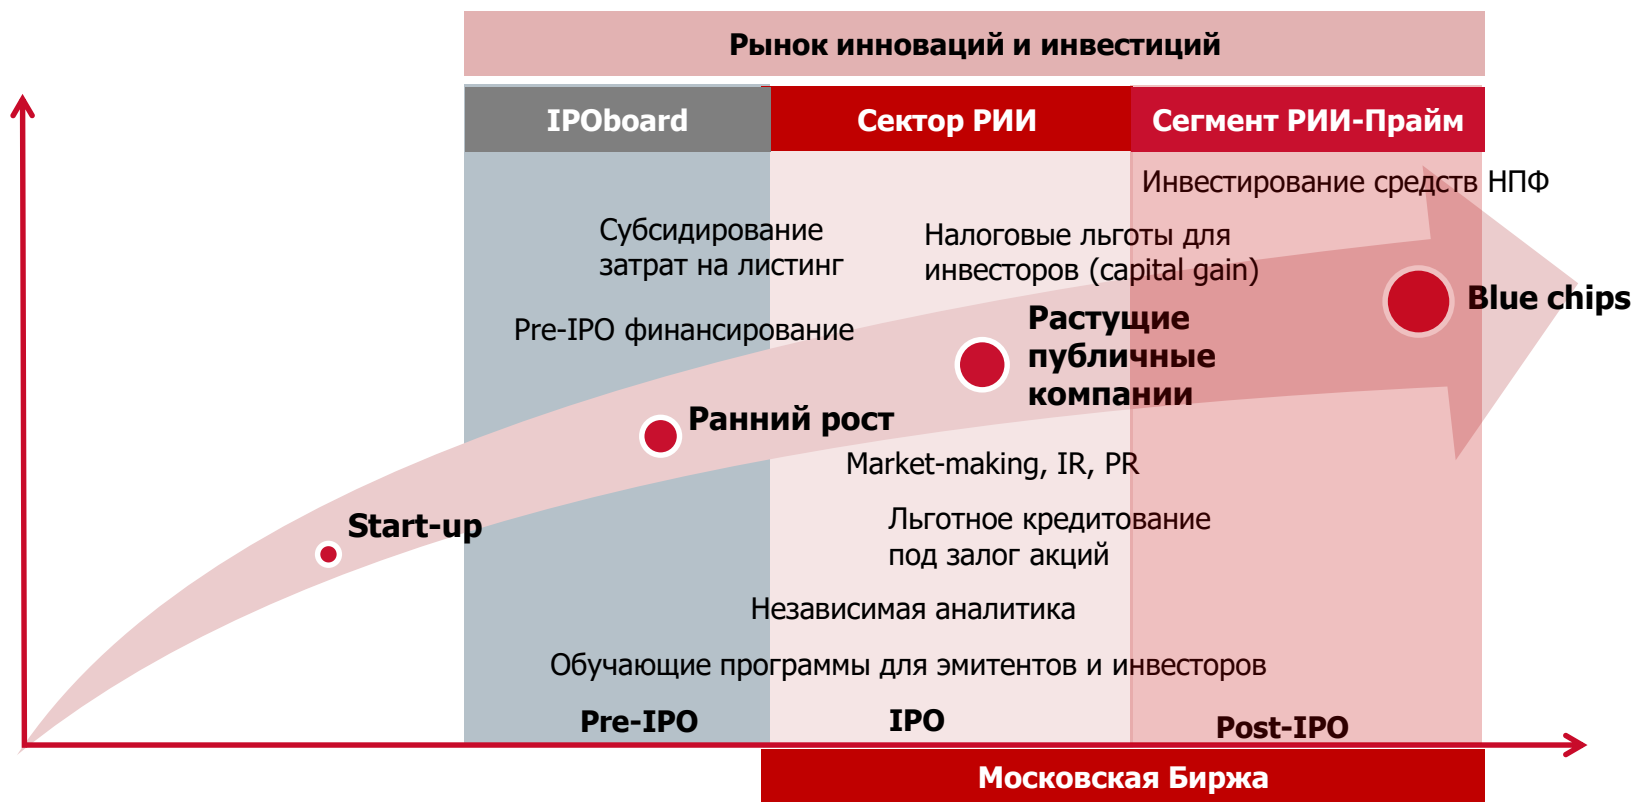 Рынок инноваций и инвестиций
IPOboard
Сектор РИИ
Сегмент РИИ-Прайм
Инвестирование средств НПФ
Субсидирование
затрат на листинг
Налоговые льготы для
инвесторов (capital gain)
Blue chips
Pre-IPO финансирование
Растущие
публичные
компании
Ранний рост
Market-making, IR, PR
Start-up
Льготное кредитование
под залог акций
Независимая аналитика
Обучающие программы для эмитентов и инвесторов
Pre-IPO
IPO
Post-IPO
Московская Биржа